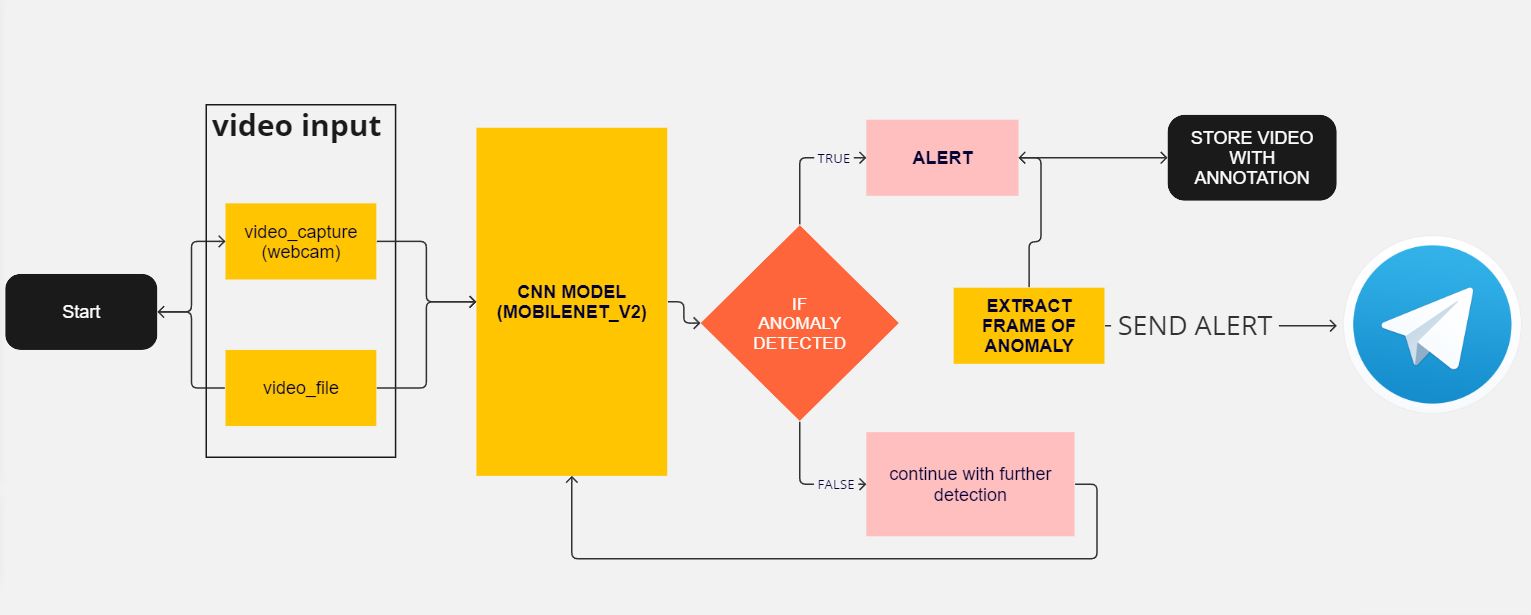 video input
Start
video_capture
(webcam)
video_file
CNN MODEL
(MOBILENET_V2)
IF
ANOMALY
DETECTED
TRUE
ALERT
STORE VIDEO
WITH
ANNOTATION
EXTRACT
FRAME OF
ANOMALY
SEND ALERT
FALSE
continue with further
detection